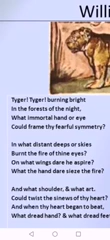 Willi
Tyger! Tyger! burning bright
In the forests of the night,
What immortal hand or eye
Could frame thy fearful symmetry?
In what distant deeps or skies
Burnt the fire of thine eyes?
On what wings dare he aspire?
What the hand dare sieze the fire?
And what shoulder, & what art.
Could twist the sinews of thy heart?
And when thy heart began to beat,
What dread hand? & what dread fee